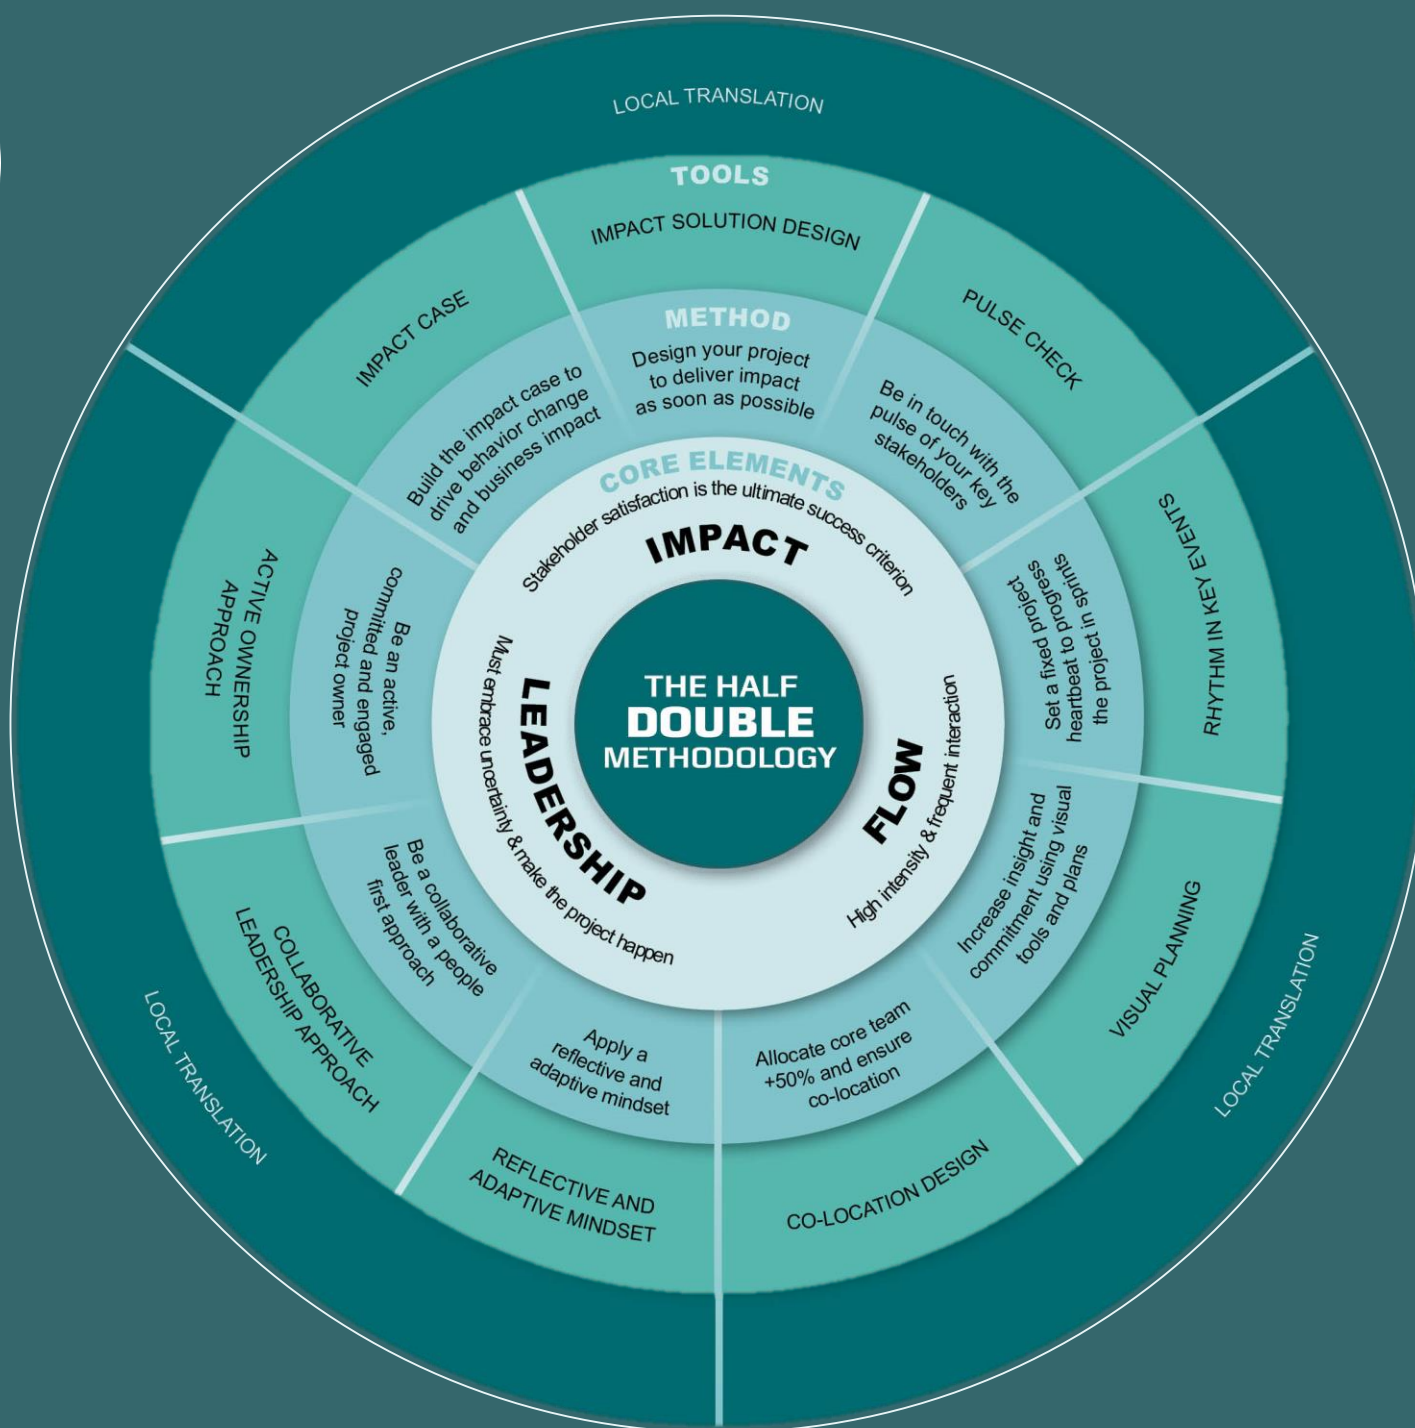 LOCAL TRANSLATION
TOOLS
IMPACT SOLUTION DESIGN
IMPACT CASE
PULSE CHECK
METHOD
Design your project
to deliver impact
as soon as possible
Build the impact case to
drive behavior change
and business impact
Be in touch with the
pulse of your key
stakeholders
CORE ELEMENTS
Stakeholder satisfaction is the ultimate success criterion
IMPACT
THE HALF
DOUBLE
METHODOLOGY
FLOW
High intensity & frequent interaction
Set a fixed project
heartbeat to progress
the project in sprints
RHYTHM IN KEY EVENTS
Increase insight and
commitment using visual
tools and plans
VISUAL PLANNING
Allocate core team
+50% and ensure
co-location
CO-LOCATION DESIGN
LOCAL TRANSLATION
LEADERSHIP
Must embrace uncertainty & make the project happen
Be an active,
committed and engaged
project owner
ACTIVE OWNERSHIP
APPROACH
Be a collaborative
leader with a people
first approach
COLLABORATIVE
LEADERSHIP APPROACH
Apply a
reflective and
adaptive mindset
REFLECTIVE AND
ADAPTIVE MINDSET
LOCAL TRANSLATION